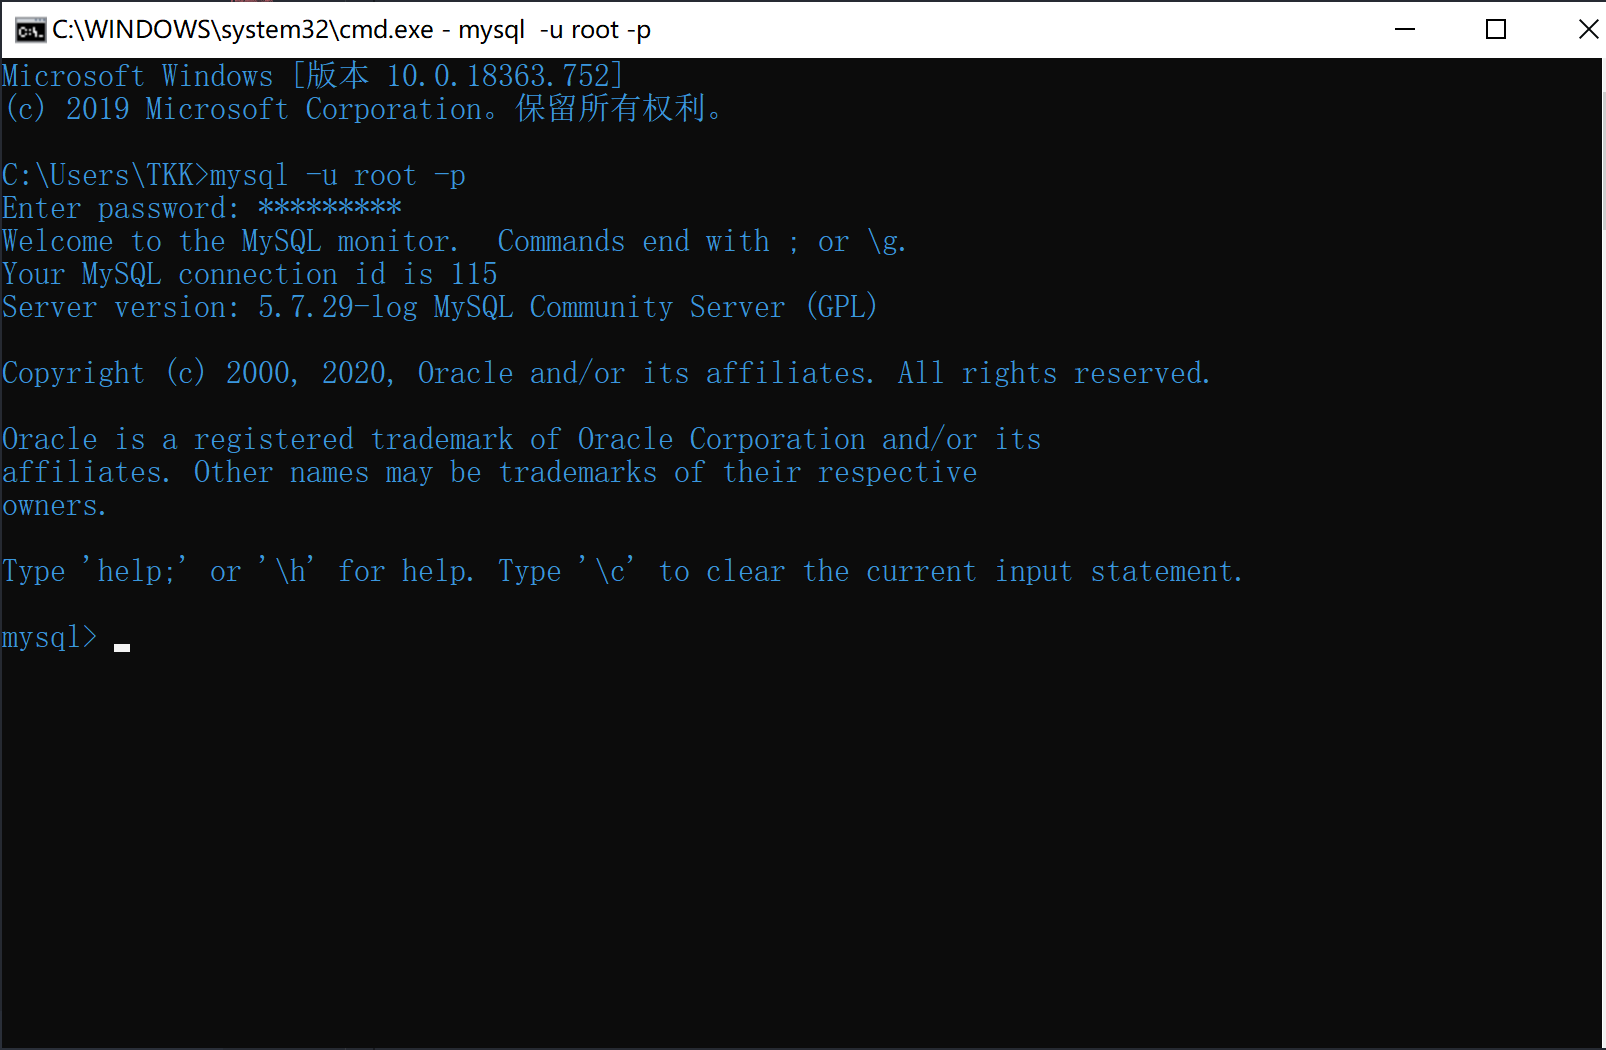 C:\WINDOWS\system32\cmd.exe - mysql  -u root -p
Microsoft Windows [版本 10.0.18363.752]
(c) 2019 Microsoft Corporation。保留所有权利。
C:\Users\TKK>mysql -u root -p
Enter password: *********
Welcome to the MySQL monitor.  Commands end with ; or \g.
Your MySQL connection id is 115
Server version: 5.7.29-log MySQL Community Server (GPL)
Copyright (c) 2000, 2020, Oracle and/or its affiliates. All rights reserved.
Oracle is a registered trademark of Oracle Corporation and/or its
affiliates. Other names may be trademarks of their respective
owners.
Type 'help;' or '\h' for help. Type '\c' to clear the current input statement.
mysql>